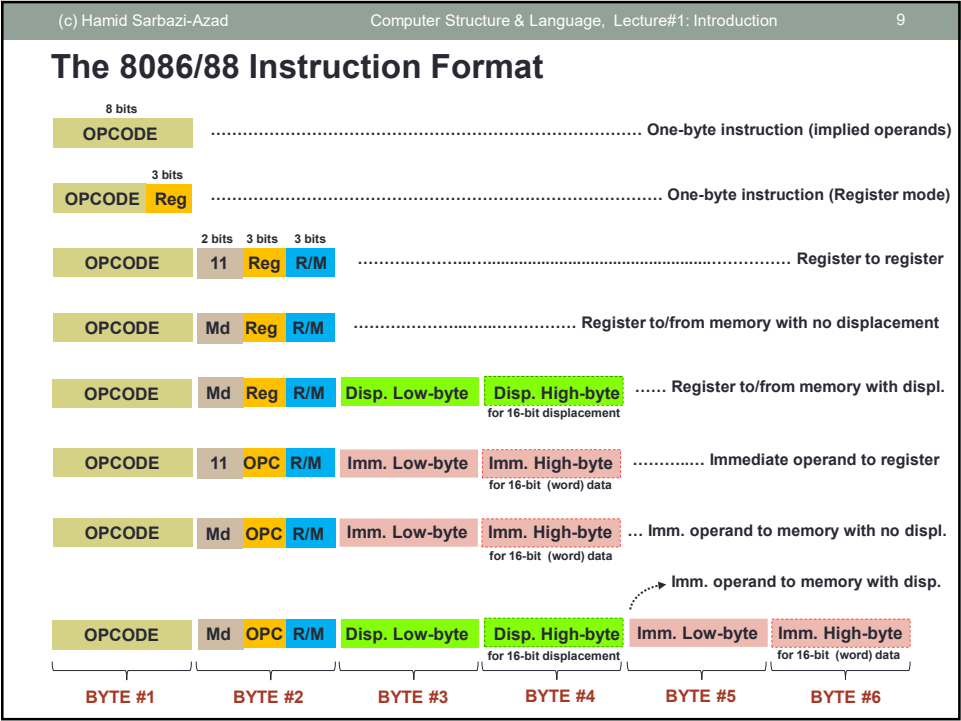 (c) Hamid Sarbazi-Azad Computer Structure & Language, Lecture#1: Introduction 9
The 8086/88 Instruction Format
8 bits
OPCODE ........................................................................ One-byte instruction (implied operands)
3 bits
OPCODE Reg ........................................................................ One-byte instruction (Register mode)
2 bits 3 bits 3 bits
OPCODE 11 Reg R/M ........................................................................ Register to register
OPCODE Md Reg R/M ..................................... Register to/from memory with no displacement
OPCODE Md Reg R/M Disp. Low-byte Disp. High-byte ...... Register to/from memory with displ.
for 16-bit displacement
OPCODE 11 OPC R/M Imm. Low-byte Imm. High-byte ............ Immediate operand to register
for 16-bit (word) data
OPCODE Md OPC R/M Imm. Low-byte Imm. High-byte ... Imm. operand to memory with no displ.
for 16-bit (word) data
Imm. operand to memory with disp.
OPCODE Md OPC R/M Disp. Low-byte Disp. High-byte Imm. Low-byte Imm. High-byte
for 16-bit displacement for 16-bit (word) data
BYTE #1 BYTE #2 BYTE #3 BYTE #4 BYTE #5 BYTE #6